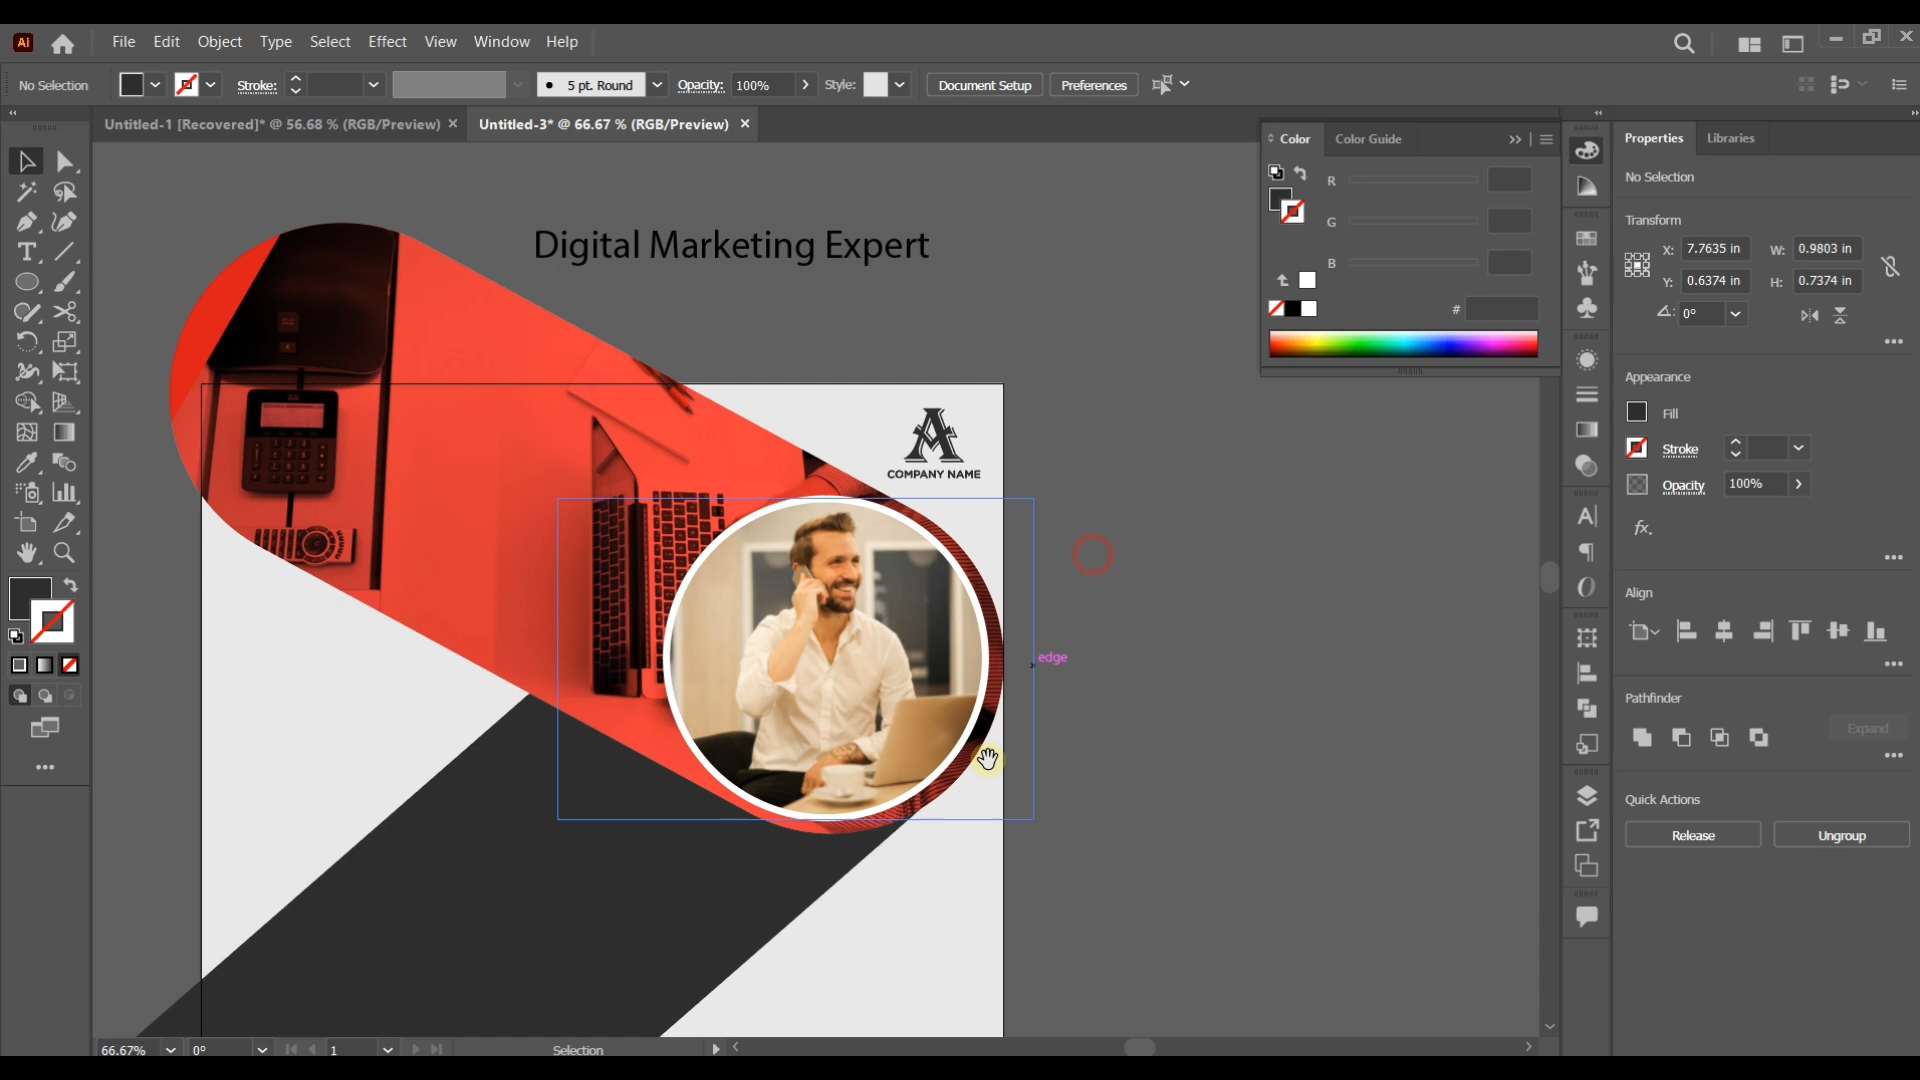 Ai File Edit Object Type Select Effect View Window Help
No Selection Stroke: 5 pt. Round Opacity: 100% Style: Document Setup Preferences
Untitled-1 [Recovered]* @ 56.68 % (RGB/Preview) Untitled-3* @ 66.67 % (RGB/Preview)
Color Color Guide
R
G
B
#
Properties Libraries
No Selection
Transform
X: 7.7635 in W: 0.9803 in
Y: 0.6374 in H: 0.7374 in
0°
Appearance
Fill
Stroke
Opacity 100%
fx.
Align
Pathfinder
Expand
Quick Actions
Release Ungroup
Digital Marketing Expert
A
COMPANY NAME
edge
66.67% 0° 1 Selection